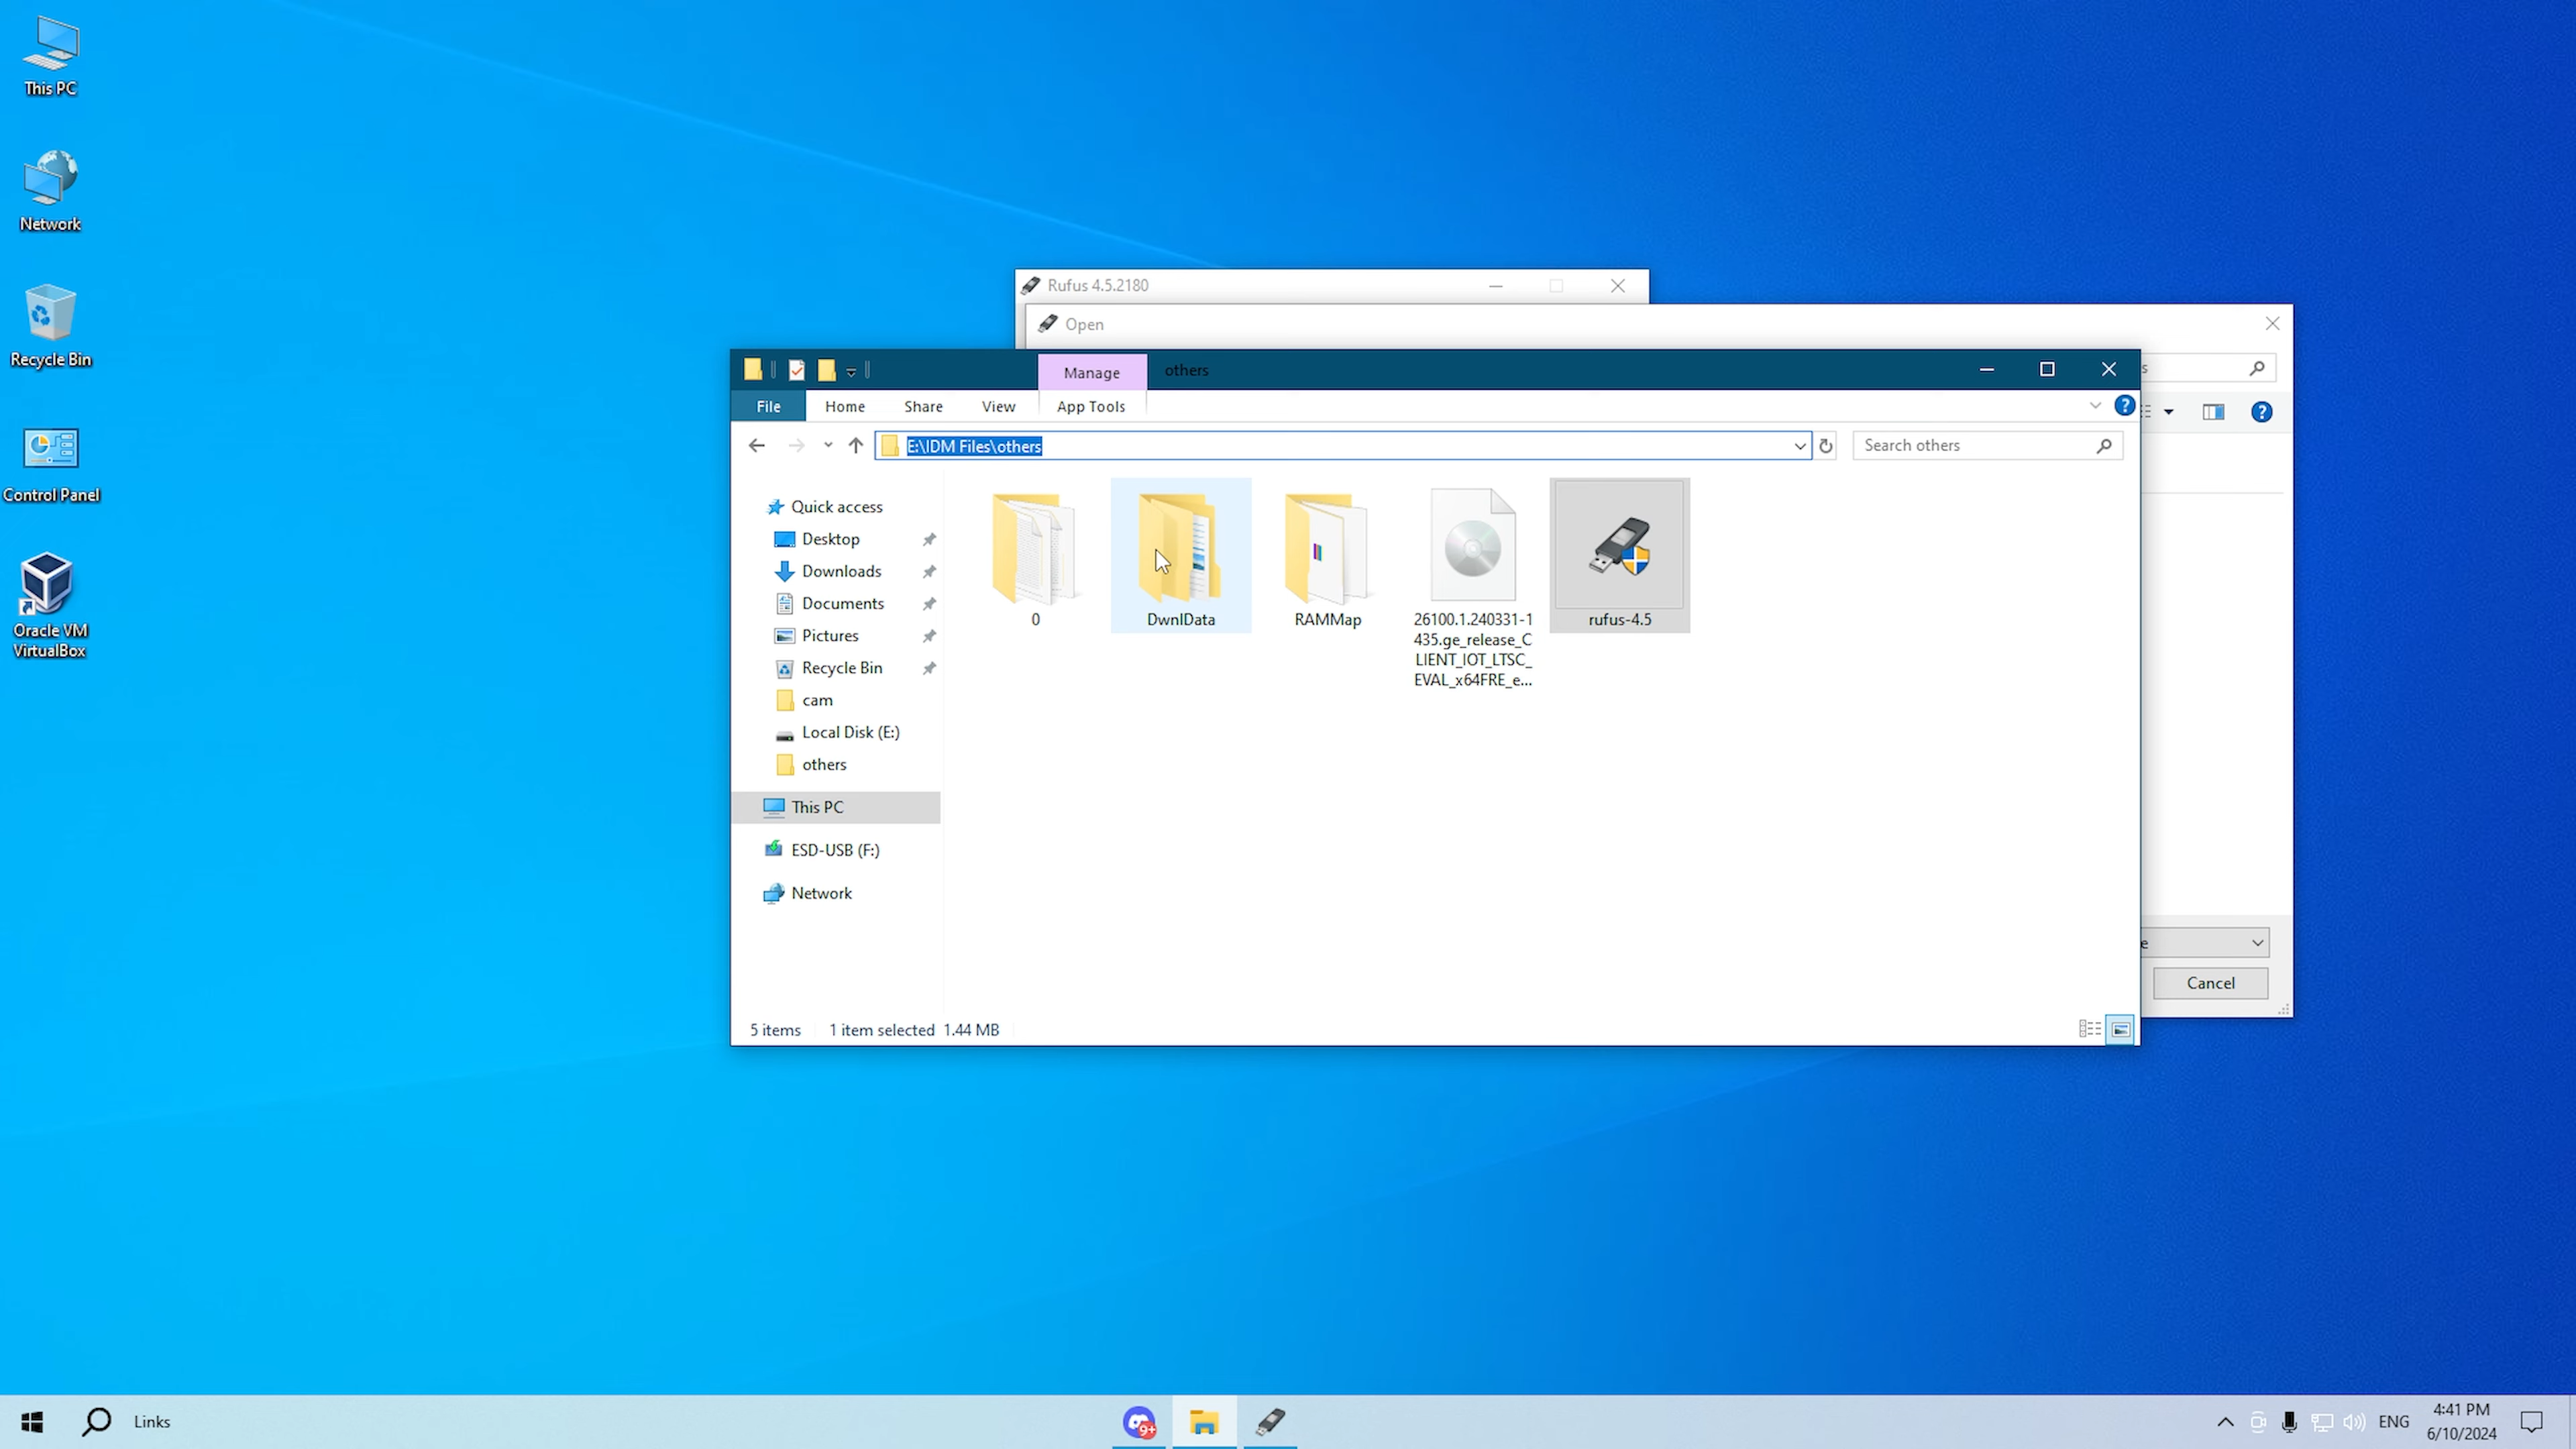 This PC
Network
Recycle Bin
Control Panel
Oracle VM
VirtualBox
Rufus 4.5.2180
Open
Manage
others
File
Home
Share
View
App Tools
E:\IDM Files\others
Search others
Quick access
Desktop
Downloads
Documents
Pictures
Recycle Bin
cam
Local Disk (E:)
others
This PC
ESD-USB (F:)
Network
0
DwnlData
RAMMap
26100.1.240331-1
435.ge_release_C
LIENT_IOT_LTSC_
EVAL_x64FRE_e...
rufus-4.5
s
e
Cancel
5 items
1 item selected 1.44 MB
Links
9+
ENG
4:41 PM
6/10/2024